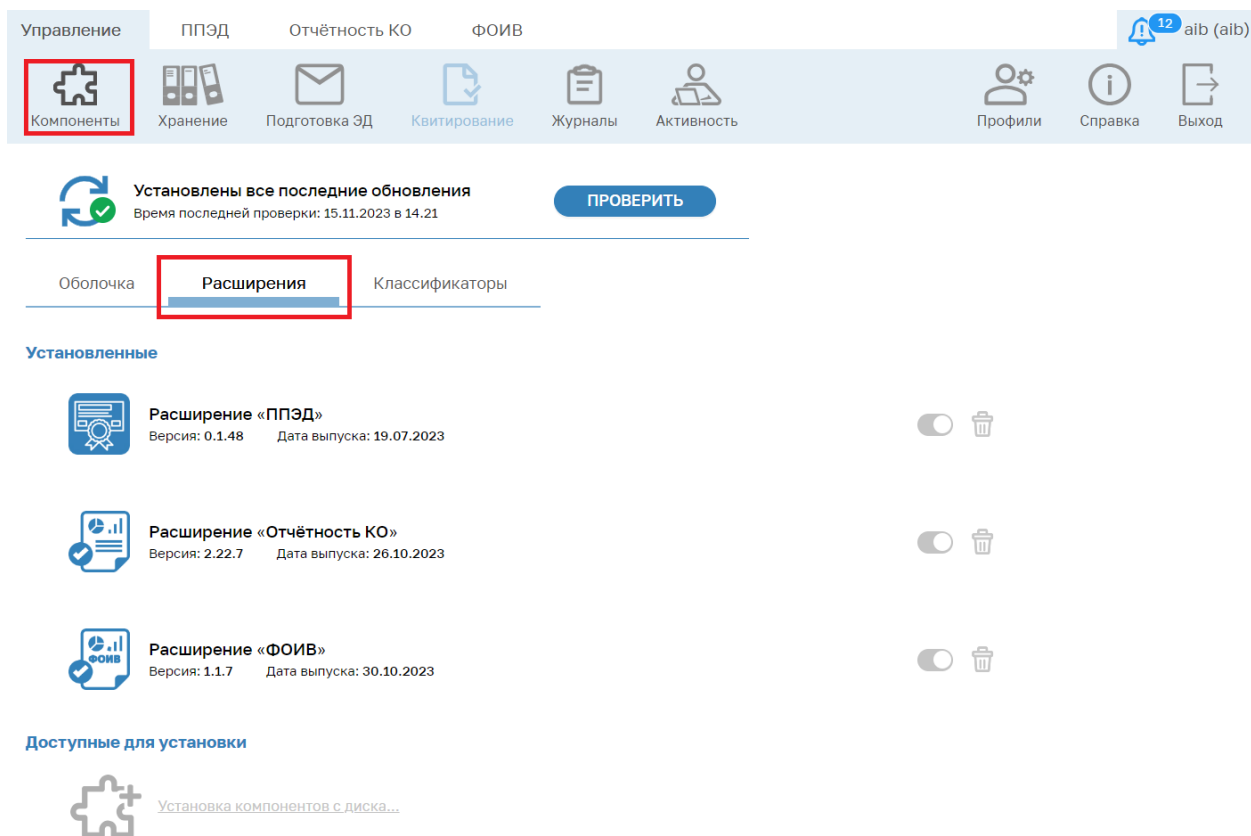 Управление ППЭД Отчётность КО ФОИВ 12 aib (aib)
Компоненты Хранение Подготовка ЭД Квитирование Журналы Активность Профили Справка Выход
Установлены все последние обновления
Время последней проверки: 15.11.2023 в 14.21
ПРОВЕРИТЬ
Оболочка Расширения Классификаторы
Установленные
Расширение «ППЭД»
Версия: 0.1.48 Дата выпуска: 19.07.2023
Расширение «Отчётность КО»
Версия: 2.22.7 Дата выпуска: 26.10.2023
ФОИВ
Расширение «ФОИВ»
Версия: 1.1.7 Дата выпуска: 30.10.2023
Доступные для установки
Установка компонентов с диска...